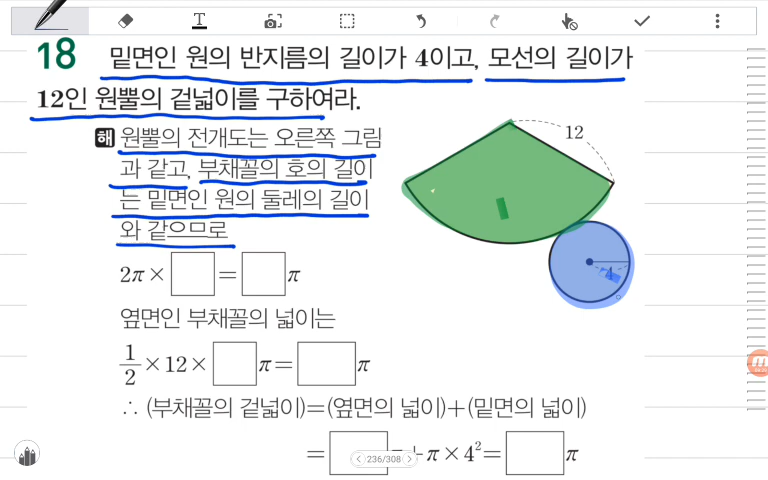 18 밑면인 원의 반지름의 길이가 4이고, 모선의 길이가
12인 원뿔의 겉넓이를 구하여라.
해 원뿔의 전개도는 오른쪽 그림
과 같고, 부채꼴의 호의 길이
는 밑면인 원의 둘레의 길이
와 같으므로
12
4
2π × □ = □ π
옆면인 부채꼴의 넓이는
1/2 × 12 × □ π = □ π
∴ (부채꼴의 겉넓이)=(옆면의 넓이)+(밑면의 넓이)
= □ + π × 4² = □ π
236/308